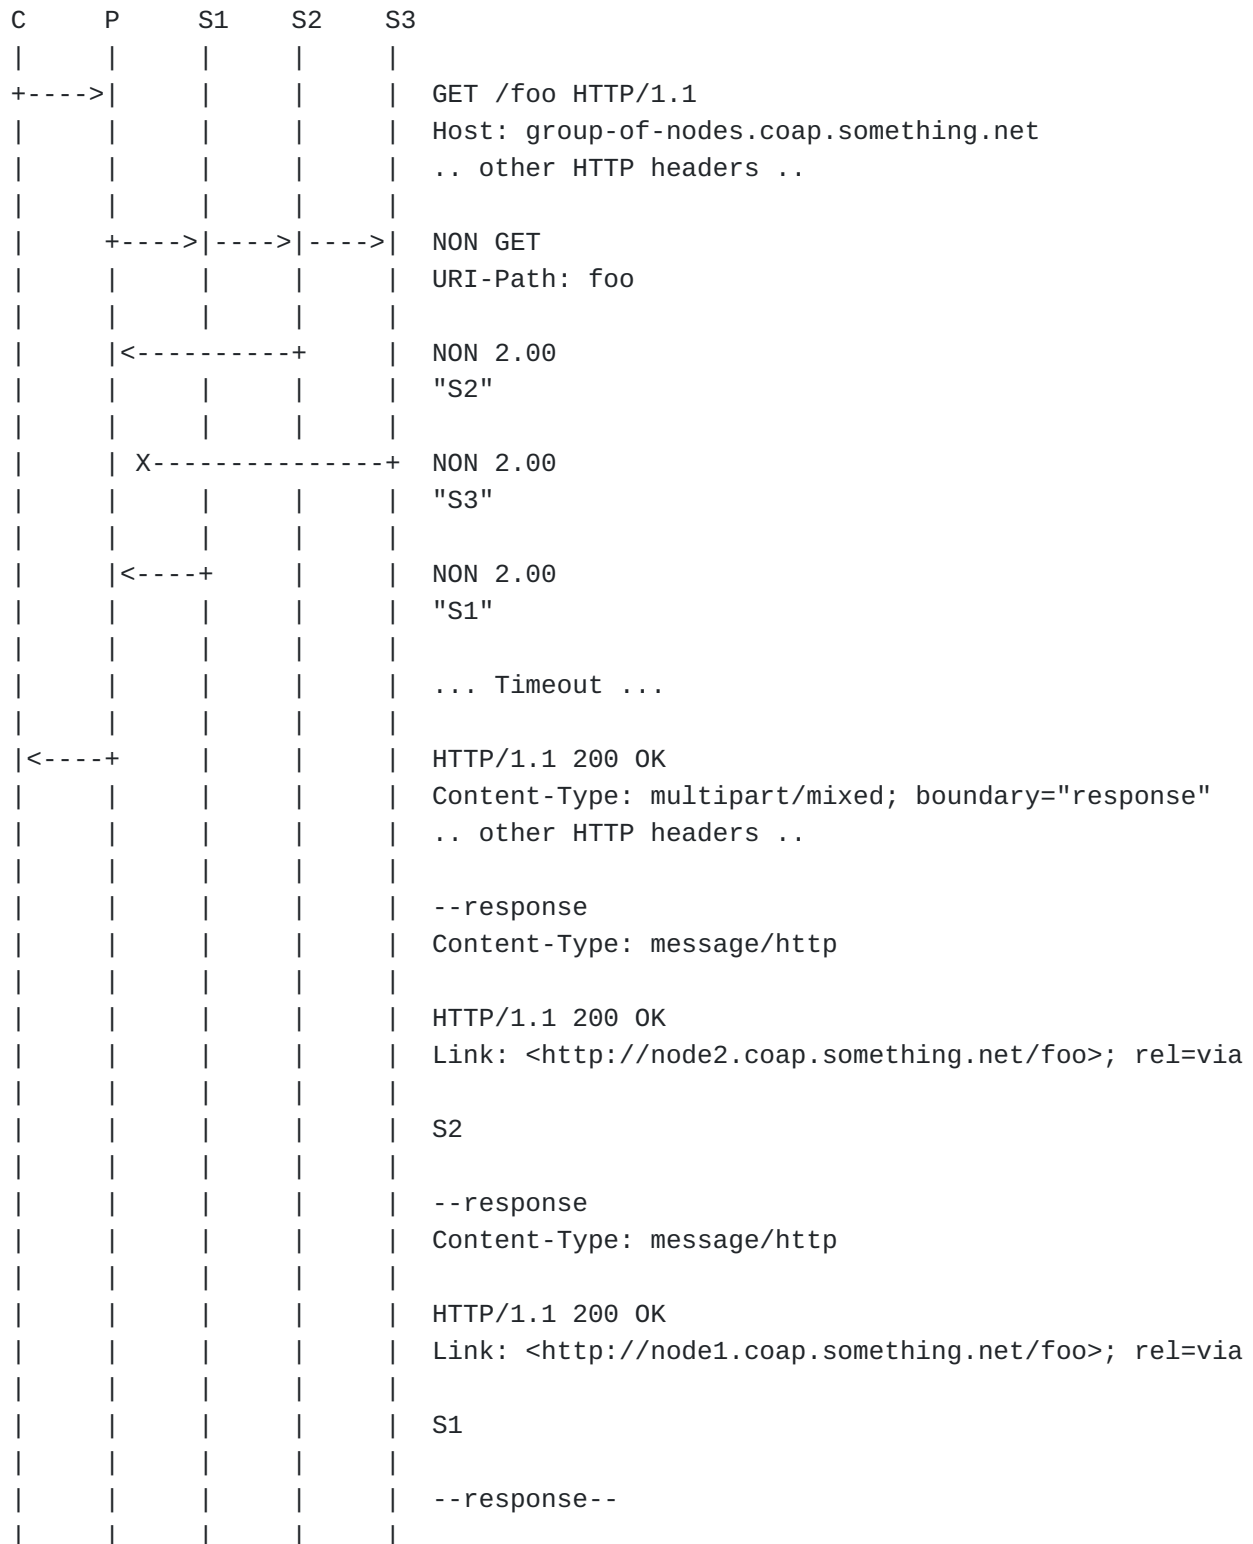 C     P     S1    S2    S3
|     |     |     |     |
+---->|     |     |     |  GET /foo HTTP/1.1
|     |     |     |     |  Host: group-of-nodes.coap.something.net
|     |     |     |     |  .. other HTTP headers ..
|     |     |     |     |
|     +---->|---->|---->|  NON GET
|     |     |     |     |  URI-Path: foo
|     |     |     |     |
|     |<----------+     |  NON 2.00
|     |     |     |     |  "S2"
|     |     |     |     |
|     | X---------------+  NON 2.00
|     |     |     |     |  "S3"
|     |     |     |     |
|     |<----+     |     |  NON 2.00
|     |     |     |     |  "S1"
|     |     |     |     |
|     |     |     |     |  ... Timeout ...
|     |     |     |     |
|<----+     |     |     |  HTTP/1.1 200 OK
|     |     |     |     |  Content-Type: multipart/mixed; boundary="response"
|     |     |     |     |  .. other HTTP headers ..
|     |     |     |     |
|     |     |     |     |  --response
|     |     |     |     |  Content-Type: message/http
|     |     |     |     |
|     |     |     |     |  HTTP/1.1 200 OK
|     |     |     |     |  Link: <http://node2.coap.something.net/foo>; rel=via
|     |     |     |     |
|     |     |     |     |  S2
|     |     |     |     |
|     |     |     |     |  --response
|     |     |     |     |  Content-Type: message/http
|     |     |     |     |
|     |     |     |     |  HTTP/1.1 200 OK
|     |     |     |     |  Link: <http://node1.coap.something.net/foo>; rel=via
|     |     |     |     |
|     |     |     |     |  S1
|     |     |     |     |
|     |     |     |     |  --response--
|     |     |     |     |